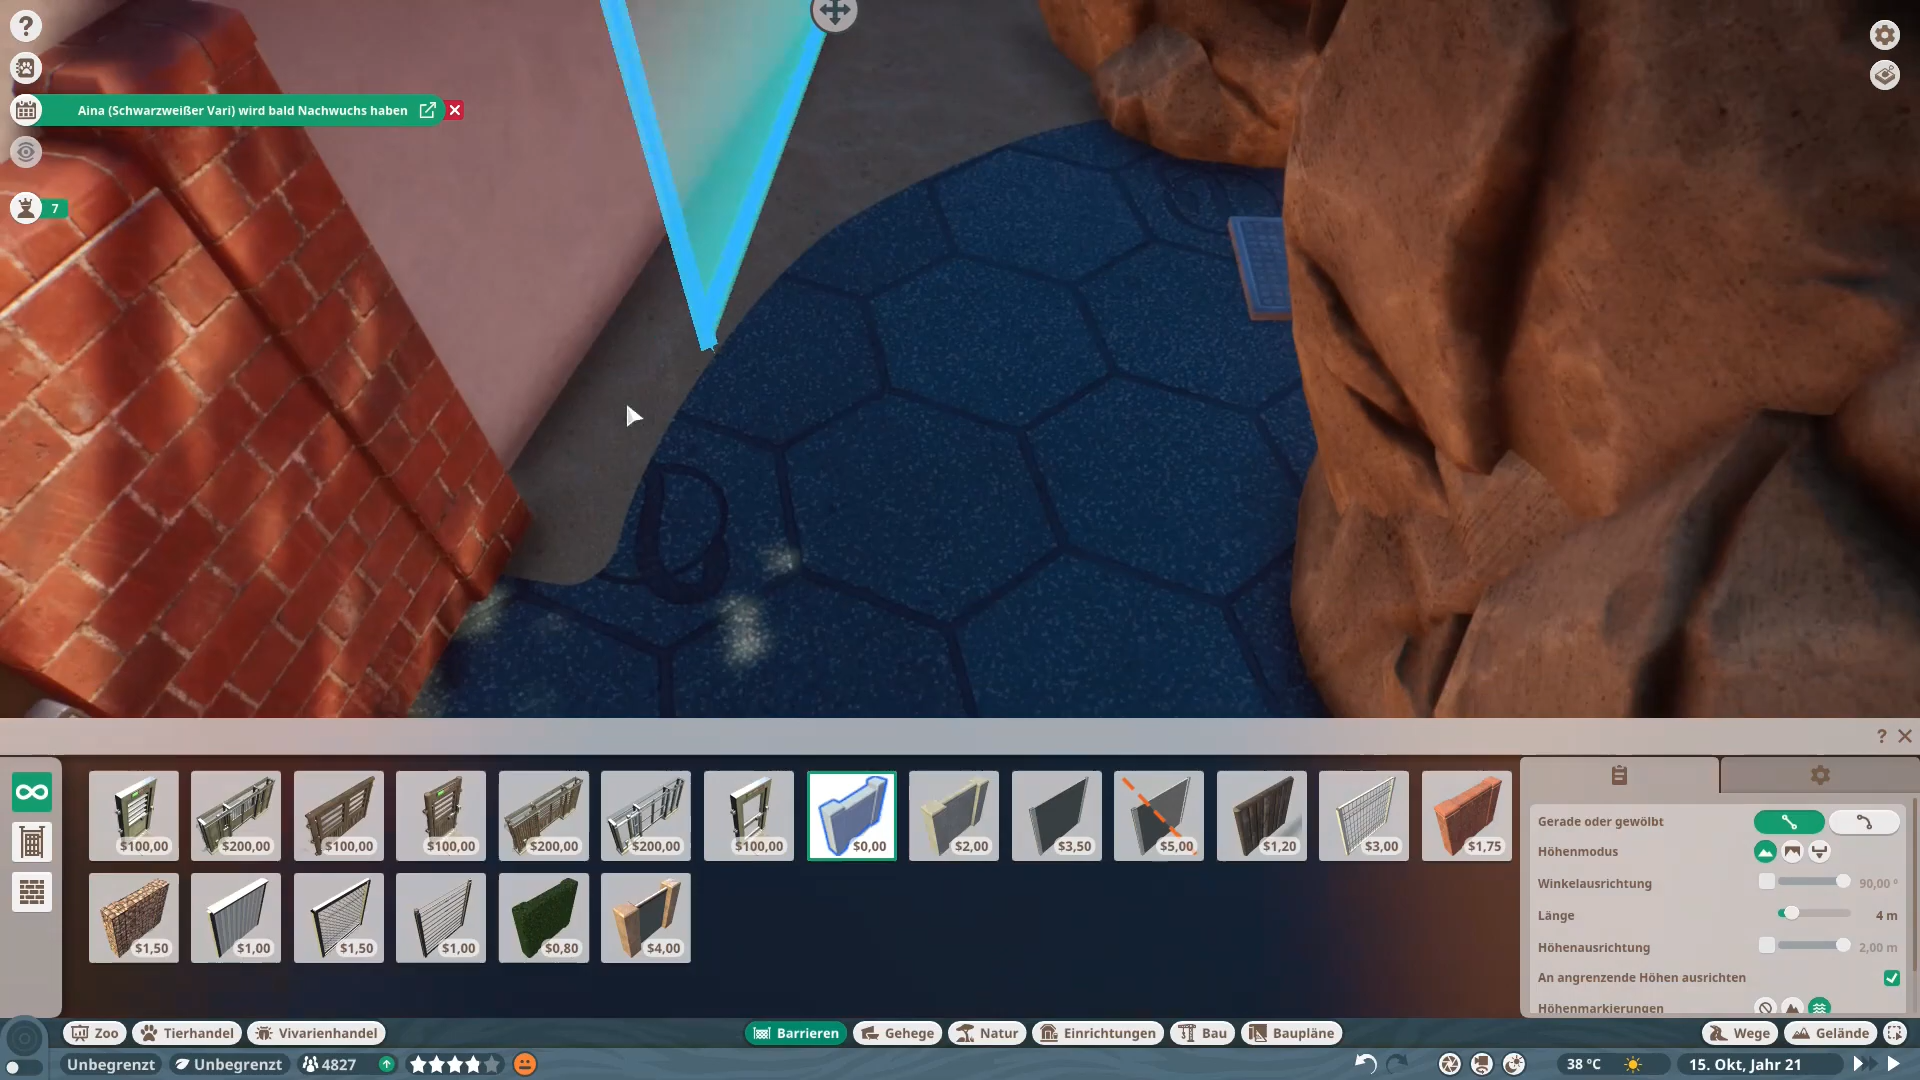 ?
Aina (Schwarzweißer Vari) wird bald Nachwuchs haben
7
?
$100,00
$200,00
$100,00
$100,00
$200,00
$200,00
$100,00
$0,00
$2,00
$3,50
$5,00
$1,20
$3,00
$1,75
$1,50
$1,00
$1,50
$1,00
$0,80
$4,00
Gerade oder gewölbt
Höhenmodus
Winkelausrichtung 90,00 °
Länge 4 m
Höhenausrichtung 2,00 m
An angrenzende Höhen ausrichten
Höhenmarkierungen
Zoo Tierhandel Vivarienhandel Barrieren Gehege Natur Einrichtungen Bau Baupläne Wege Gelände
Unbegrenzt Unbegrenzt 4827 38 °C 15. Okt, Jahr 21